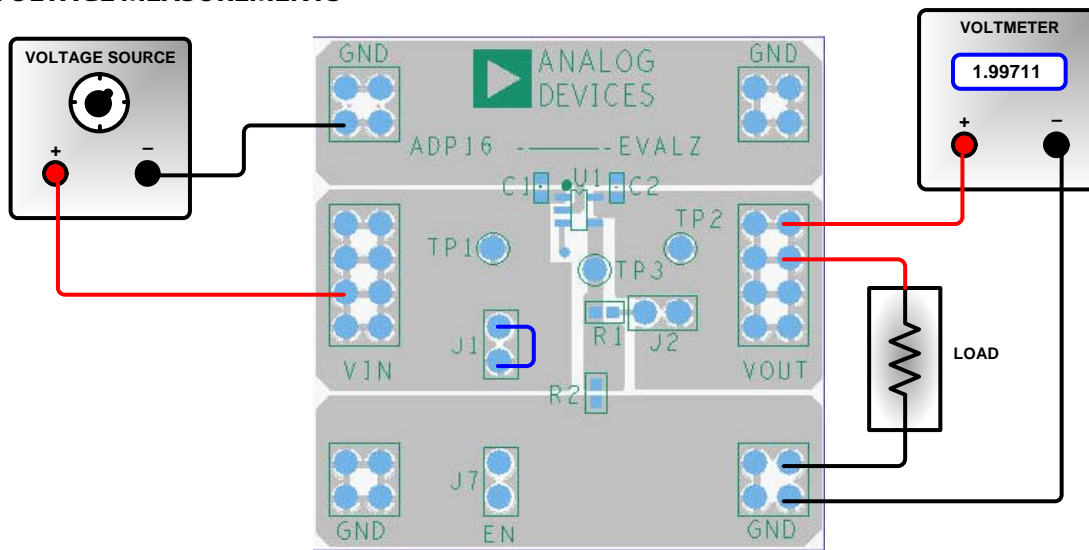 VOLTAGE SOURCE
+ −
GND
ANALOG
DEVICES
GND
VOLTMETER
1.99711
+ −
ADP16 - EVALZ
C1 U1 C2
TP1
TP2
TP3
R1 J2
J1
VIN
VOUT
R2
LOAD
J7
GND
EN
GND